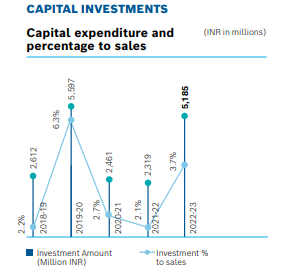 CAPITAL INVESTMENTS
Capital expenditure and
percentage to sales
(INR in millions)
2,612
2.2%
2018-19
5,597
6.3%
2019-20
2,461
2.7%
2020-21
2,319
2.1%
2021-22
5,185
3.7%
2022-23
Investment Amount
(Million INR)
Investment %
to sales